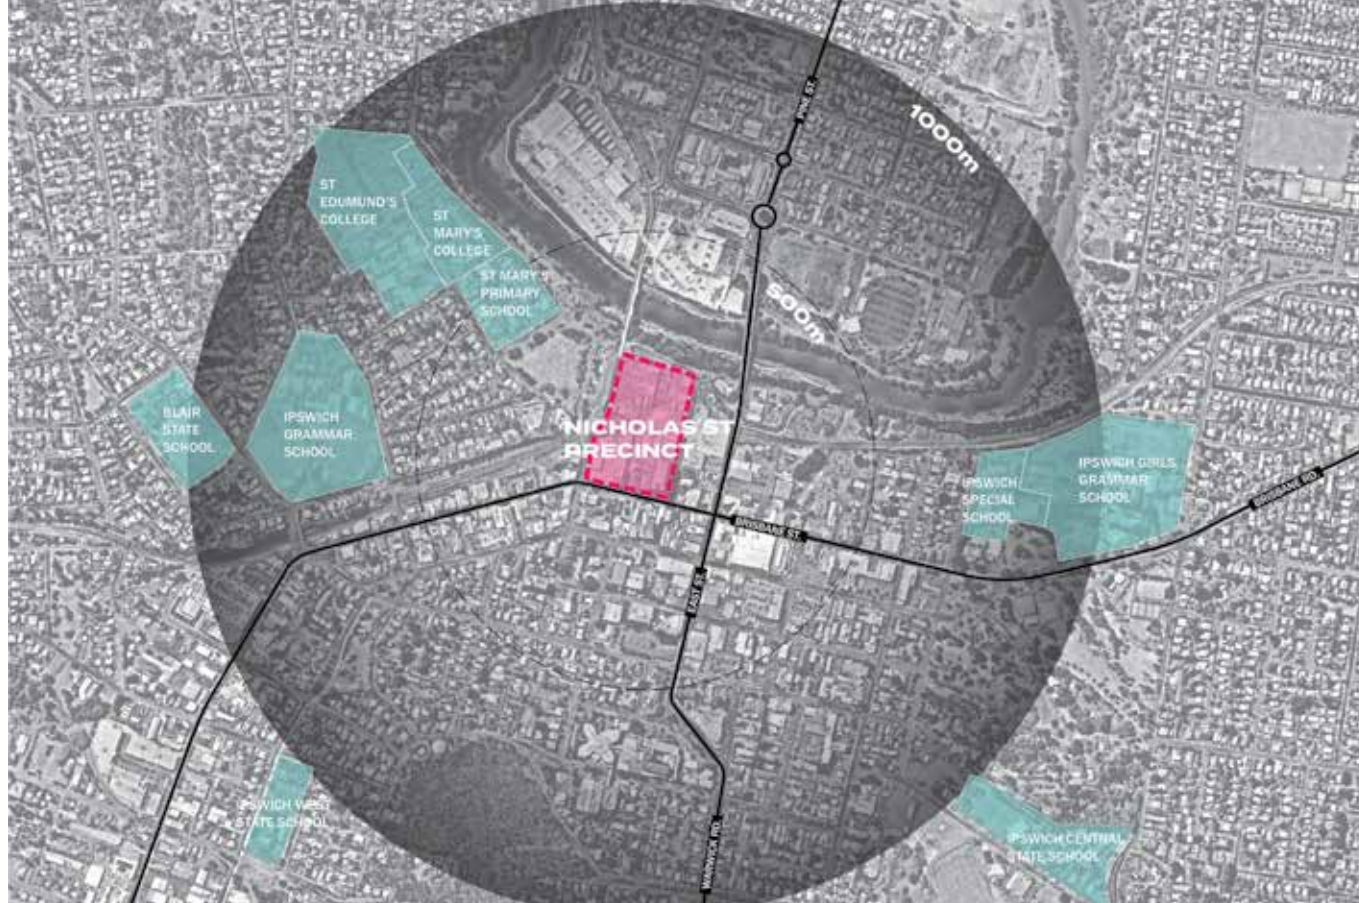 PINE ST.
1000m
ST
EDUMUND'S
COLLEGE
ST
MARY'S
COLLEGE
ST MARY'S
PRIMARY
SCHOOL
500m
BLAIR
STATE
SCHOOL
IPSWICH
GRAMMAR
SCHOOL
NICHOLAS ST
PRECINCT
IPSWICH
SPECIAL
SCHOOL
IPSWICH GIRLS
GRAMMAR
SCHOOL
BRISBANE RD.
BRISBANE ST.
EAST ST.
IPSWICH WEST
STATE SCHOOL
IPSWICH CENTRAL
STATE SCHOOL
WARWICK RD.